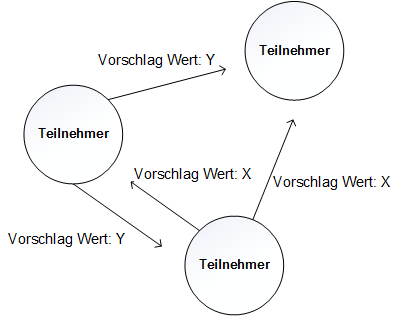 Teilnehmer
Vorschlag Wert: Y
Teilnehmer
Vorschlag Wert: X
Vorschlag Wert: X
Vorschlag Wert: Y
Teilnehmer